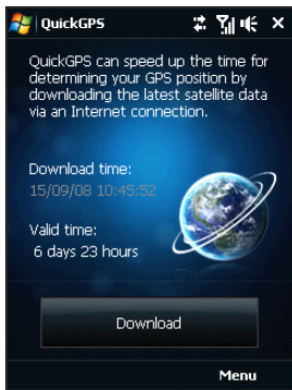 QuickGPS
QuickGPS can speed up the time for
determining your GPS position by
downloading the latest satellite data
via an Internet connection.
Download time:
15/09/08 10:45:52
Valid time:
6 days 23 hours
Download
Menu